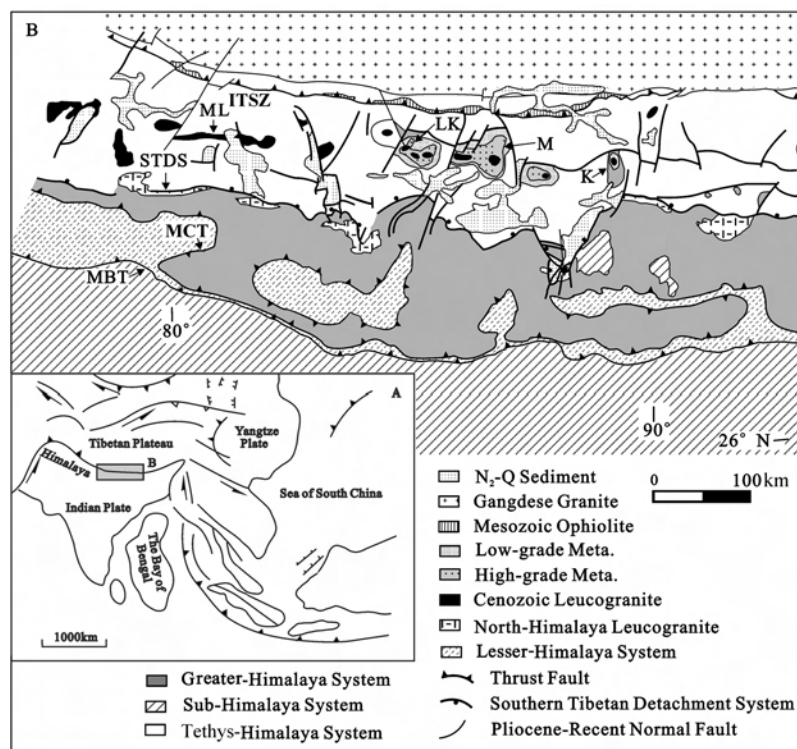 B
ITSZ
ML
LK
M
STDS
K
MCT
MBT
80°
90°
26° N
A
Tibetan Plateau
Yangtze
Plate
Himalaya
B
Indian Plate
Sea of South China
The Bay of
Bengal
1000km
N₂-Q Sediment
Gangdese Granite
Mesozoic Ophiolite
Low-grade Meta.
High-grade Meta.
Cenozoic Leucogranite
North-Himalaya Leucogranite
Lesser-Himalaya System
Thrust Fault
Southern Tibetan Detachment System
Pliocene-Recent Normal Fault
0 100km
Greater-Himalaya System
Sub-Himalaya System
Tethys-Himalaya System